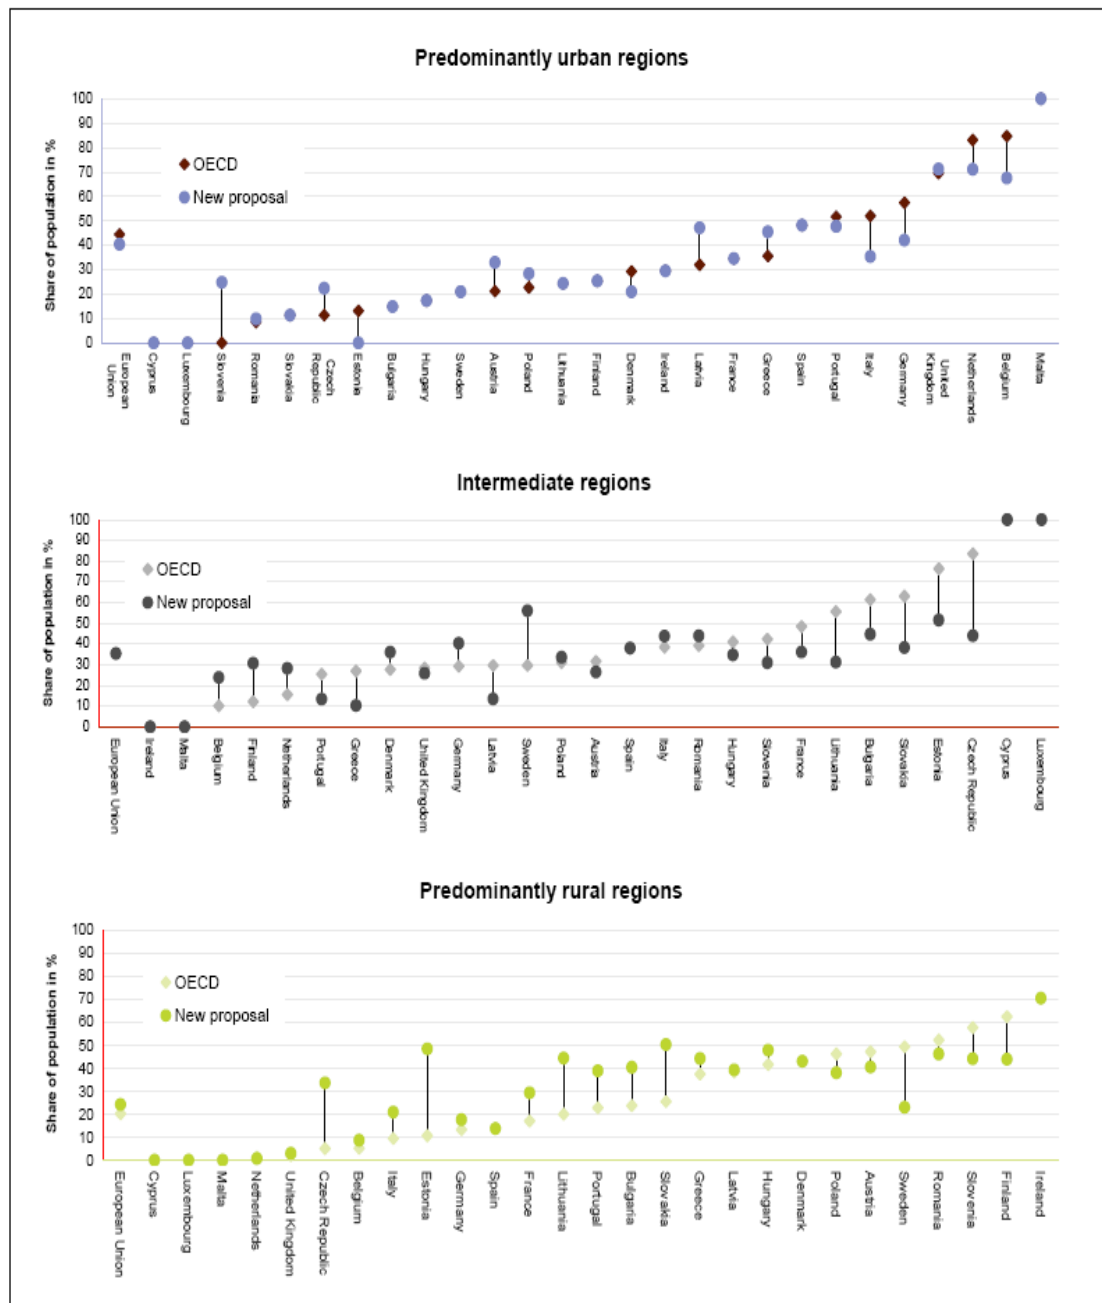 Predominantly urban regions
Share of population in %
100
90
80
70
60
50
40
30
20
10
0
OECD
New proposal
European Union
Cyprus
Luxembourg
Slovenia
Romania
Slovakia
Czech Republic
Estonia
Bulgaria
Hungary
Sweden
Austria
Poland
Lithuania
Finland
Denmark
Ireland
Latvia
France
Greece
Spain
Portugal
Italy
Germany
United Kingdom
Netherlands
Belgium
Malta
Intermediate regions
Share of population in %
100
90
80
70
60
50
40
30
20
10
0
OECD
New proposal
European Union
Ireland
Malta
Belgium
Finland
Netherlands
Portugal
Greece
Denmark
United Kingdom
Germany
Latvia
Sweden
Poland
Austria
Spain
Italy
Romania
Hungary
Slovenia
France
Lithuania
Bulgaria
Slovakia
Estonia
Czech Republic
Cyprus
Luxembourg
Predominantly rural regions
Share of population in %
100
90
80
70
60
50
40
30
20
10
0
OECD
New proposal
European Union
Cyprus
Luxembourg
Malta
Netherlands
United Kingdom
Czech Republic
Belgium
Italy
Estonia
Germany
Spain
France
Lithuania
Portugal
Bulgaria
Slovakia
Greece
Latvia
Hungary
Denmark
Poland
Austria
Sweden
Romania
Slovenia
Finland
Ireland